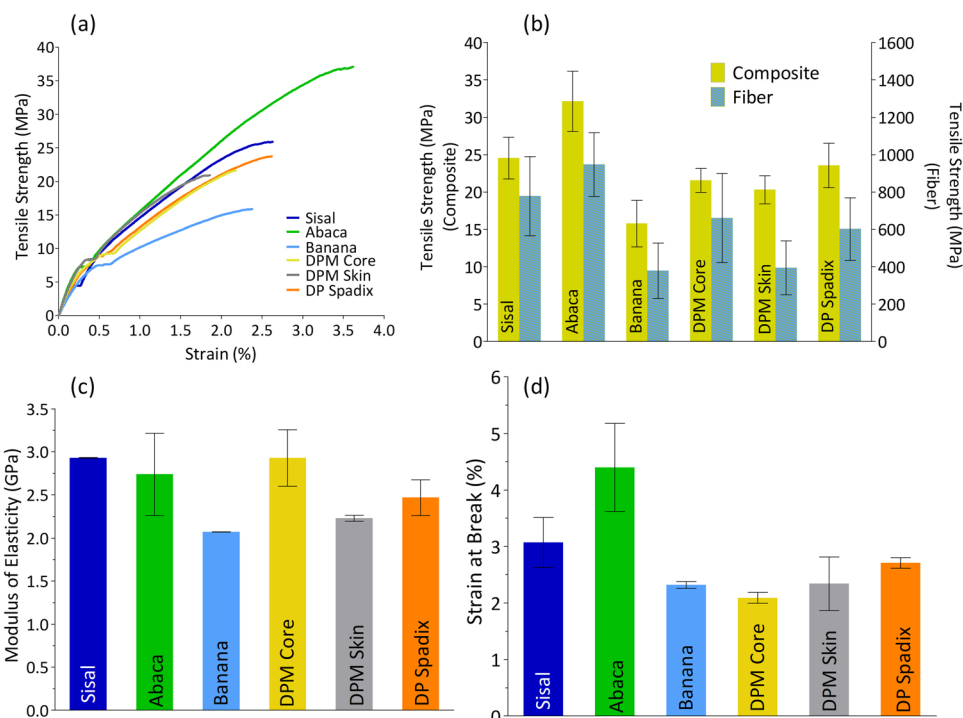 (a)
Tensile Strength (MPa)
40
35
30
25
20
15
10
5
0
0.0 0.5 1.0 1.5 2.0 2.5 3.0 3.5 4.0
Strain (%)
Sisal
Abaca
Banana
DPM Core
DPM Skin
DP Spadix
(b)
Tensile Strength (MPa)
(Composite)
40
35
30
25
20
15
10
5
0
Composite
Fiber
Sisal
Abaca
Banana
DPM Core
DPM Skin
DP Spadix
1600
1400
1200
1000
800
600
400
200
0
Tensile Strength (MPa)
(Fiber)
(c)
Modulus of Elasticity (GPa)
3.5
3.0
2.5
2.0
1.5
1.0
0.5
0.0
Sisal
Abaca
Banana
DPM Core
DPM Skin
DP Spadix
(d)
Strain at Break (%)
6
5
4
3
2
1
0
Sisal
Abaca
Banana
DPM Core
DPM Skin
DP Spadix